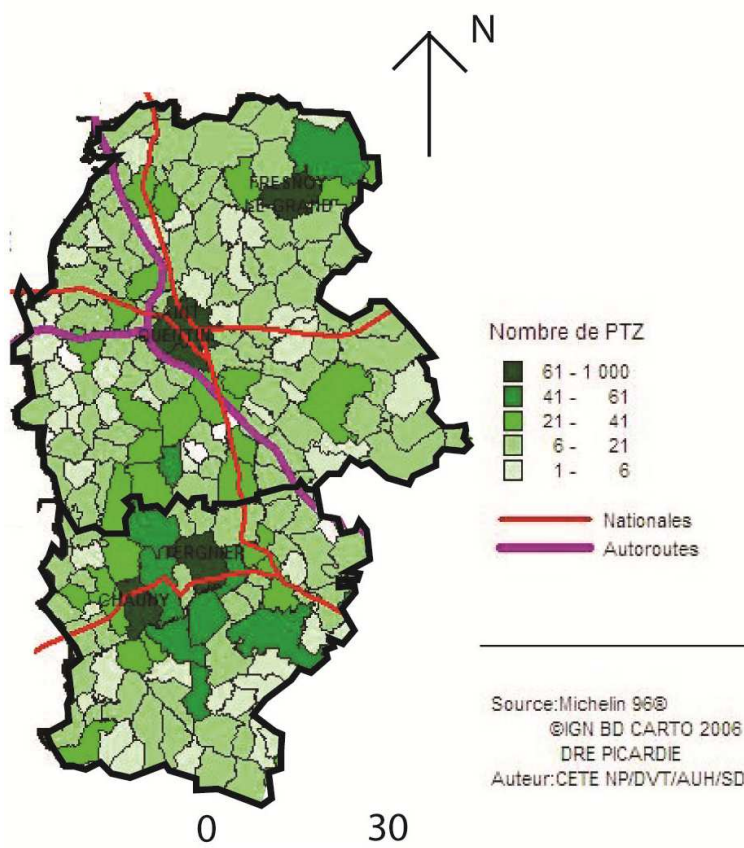 N
FRESNOY
LE-GRAND
SAINT
QUENTIN
TERGNIER
CHAUNY
Nombre de PTZ
61 - 1 000
41 - 61
21 - 41
6 - 21
1 - 6
Nationales
Autoroutes
Source:Michelin 96®
©IGN BD CARTO 2006
DRE PICARDIE
Auteur:CETE NP/DVT/AUH/SD
0 30